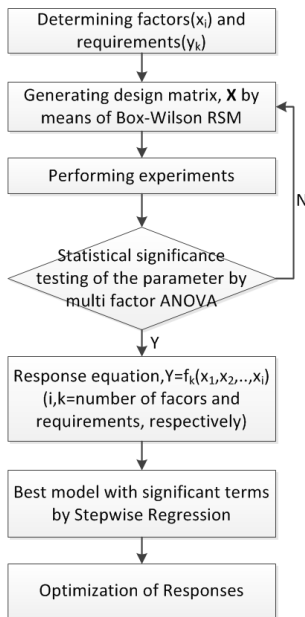 Determining factors(xi) and
requirements(yk)
Generating design matrix, X by
means of Box-Wilson RSM
Performing experiments
N
Statistical significance
testing of the parameter by
multi factor ANOVA
Y
Response equation,Y=fk(x1,x2,..,xi)
(i,k=number of facors and
requirements, respectively)
Best model with significant terms
by Stepwise Regression
Optimization of Responses